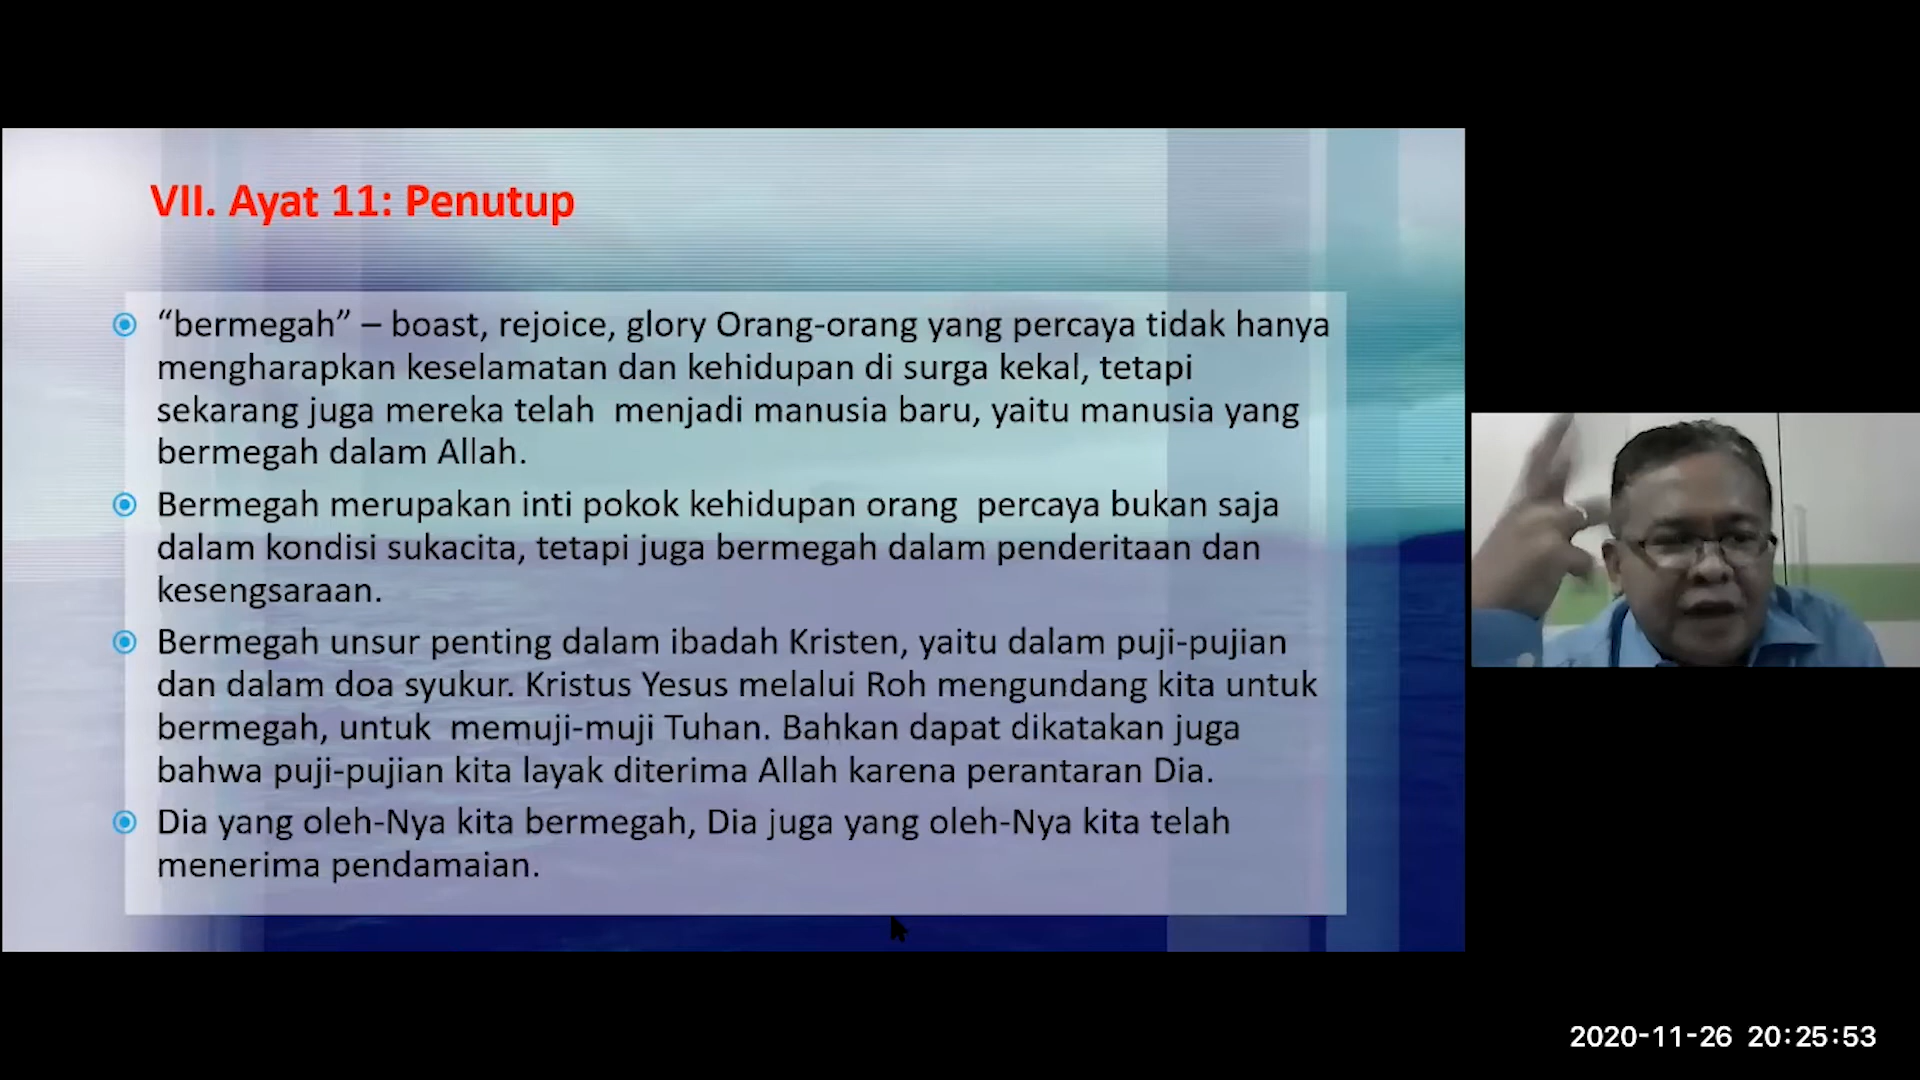 VII. Ayat 11: Penutup
“bermegah” – boast, rejoice, glory Orang-orang yang percaya tidak hanya
mengharapkan keselamatan dan kehidupan di surga kekal, tetapi
sekarang juga mereka telah menjadi manusia baru, yaitu manusia yang
bermegah dalam Allah.
Bermegah merupakan inti pokok kehidupan orang percaya bukan saja
dalam kondisi sukacita, tetapi juga bermegah dalam penderitaan dan
kesengsaraan.
Bermegah unsur penting dalam ibadah Kristen, yaitu dalam puji-pujian
dan dalam doa syukur. Kristus Yesus melalui Roh mengundang kita untuk
bermegah, untuk memuji-muji Tuhan. Bahkan dapat dikatakan juga
bahwa puji-pujian kita layak diterima Allah karena perantaran Dia.
Dia yang oleh-Nya kita bermegah, Dia juga yang oleh-Nya kita telah
menerima pendamaian.
2020-11-26 20:25:53